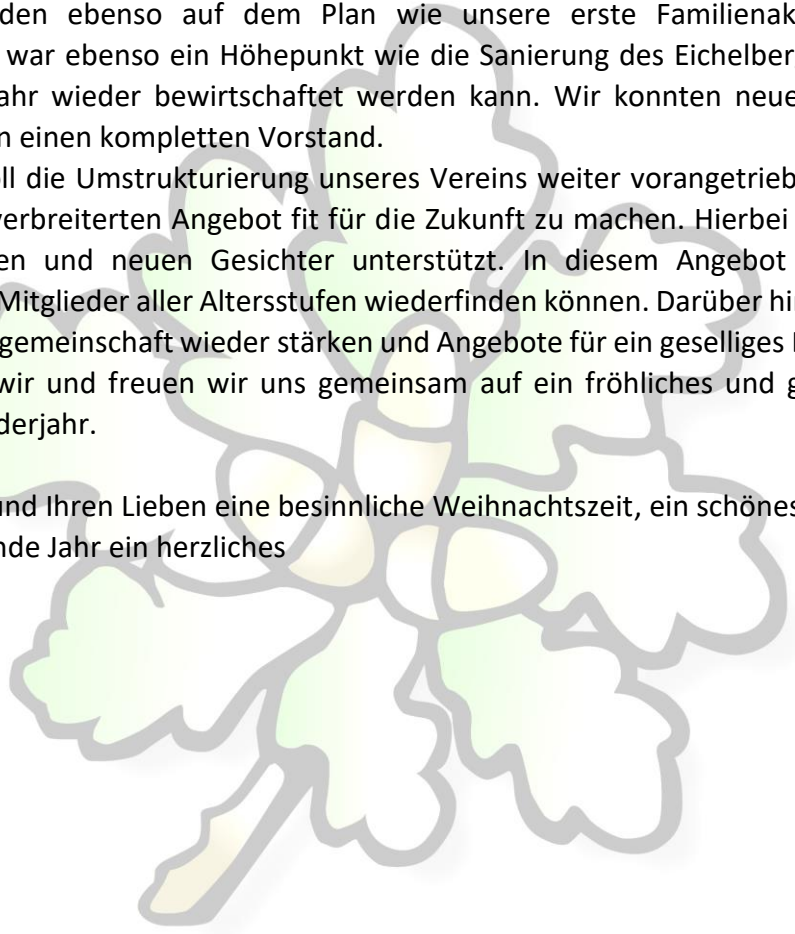 den ebenso auf dem Plan wie unsere erste Familienak
war ebenso ein Höhepunkt wie die Sanierung des Eichelber
ahr wieder bewirtschaftet werden kann. Wir konnten neue
n einen kompletten Vorstand.
ll die Umstrukturierung unseres Vereins weiter vorangetrieb
verbreiterten Angebot fit für die Zukunft zu machen. Hierbei
en und neuen Gesichter unterstützt. In diesem Angebot
Mitglieder aller Altersstufen wiederfinden können. Darüber hi
gemeinschaft wieder stärken und Angebote für ein geselliges
wir und freuen wir uns gemeinsam auf ein fröhliches und g
derjahr.
und Ihren Lieben eine besinnliche Weihnachtszeit, ein schönes
nde Jahr ein herzliches